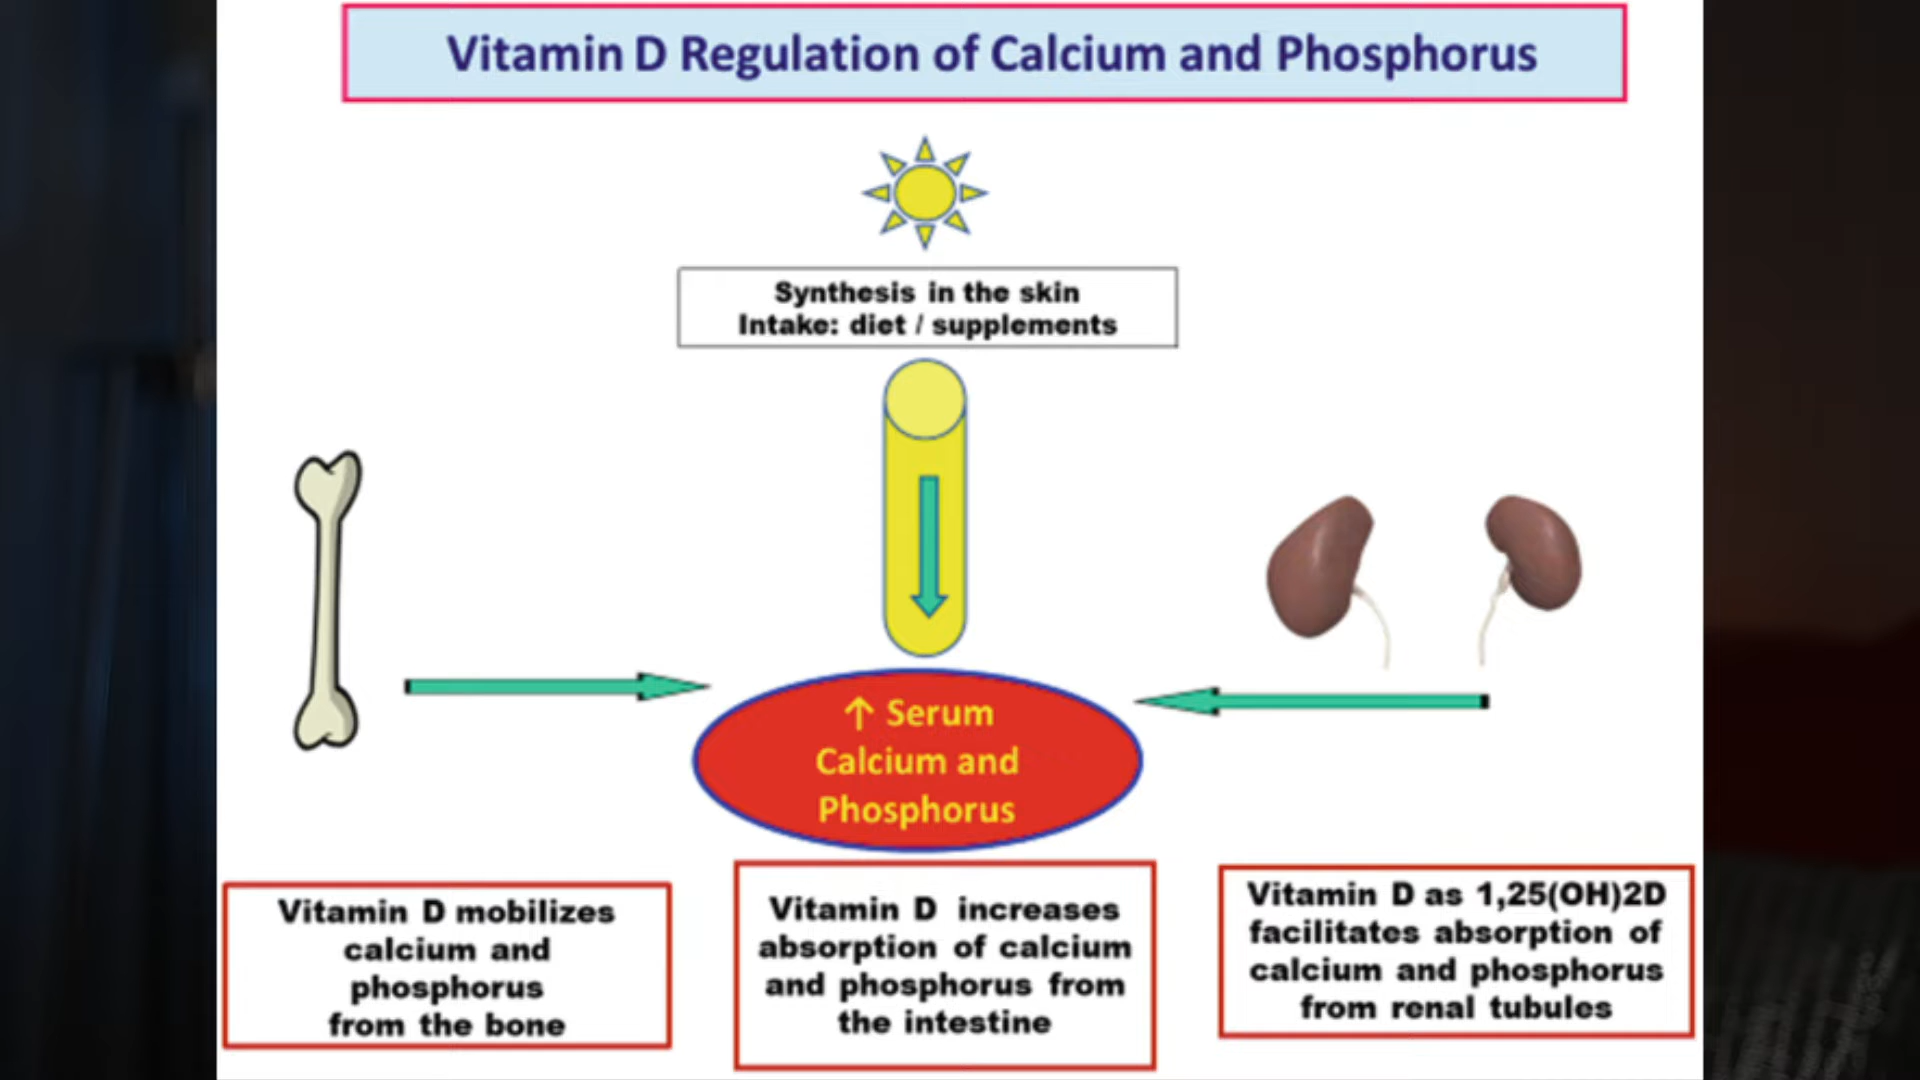 Vitamin D Regulation of Calcium and Phosphorus
Synthesis in the skin
Intake: diet / supplements
↑ Serum
Calcium and
Phosphorus
Vitamin D mobilizes
calcium and
phosphorus
from the bone
Vitamin D increases
absorption of calcium
and phosphorus from
the intestine
Vitamin D as 1,25(OH)2D
facilitates absorption of
calcium and phosphorus
from renal tubules